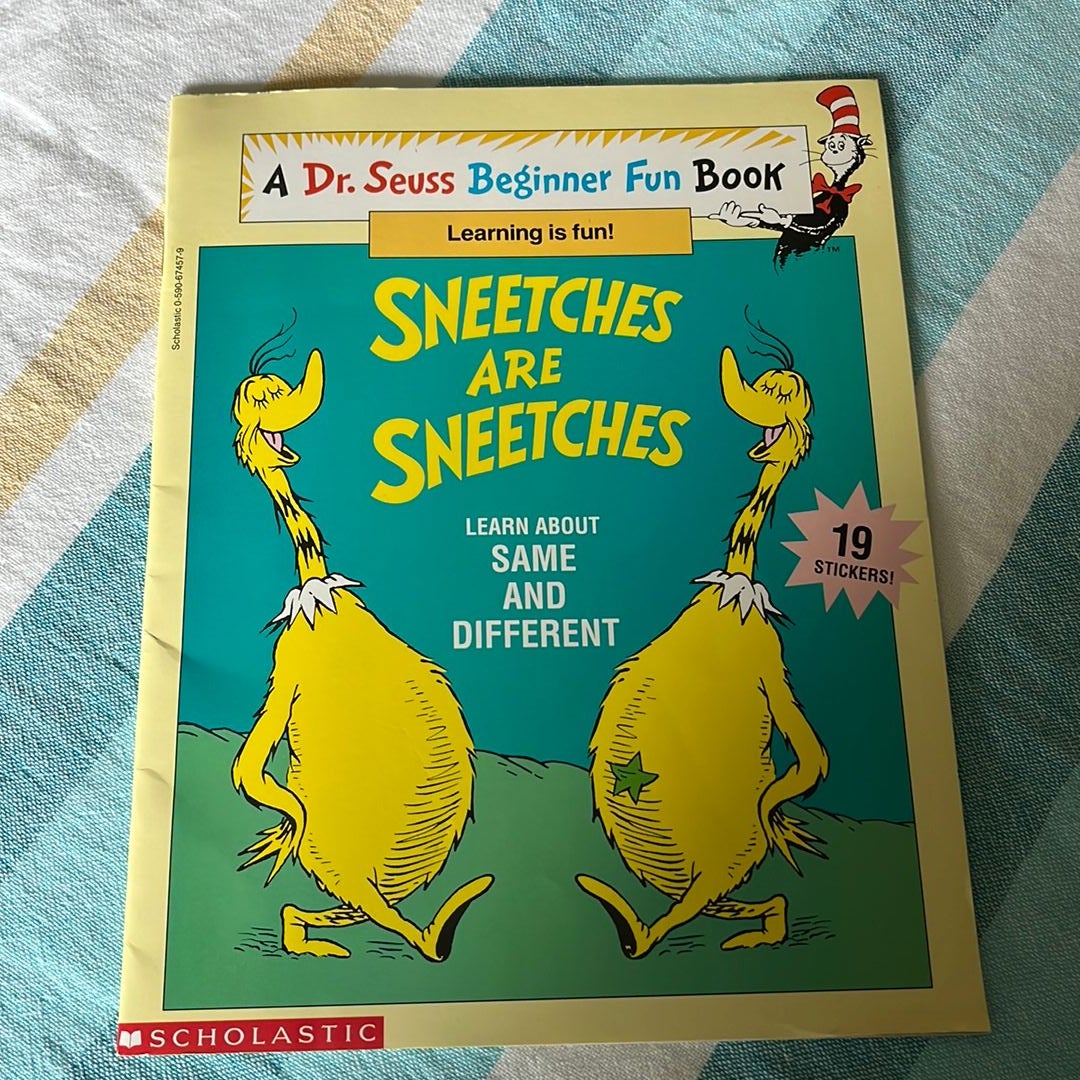 A Dr. Seuss Beginner Fun Book
Learning is fun!
Scholastic 0-590-67457-9
TM
SNEETCHES
ARE
SNEETCHES
LEARN ABOUT
SAME
AND
DIFFERENT
19
STICKERS!
SCHOLASTIC